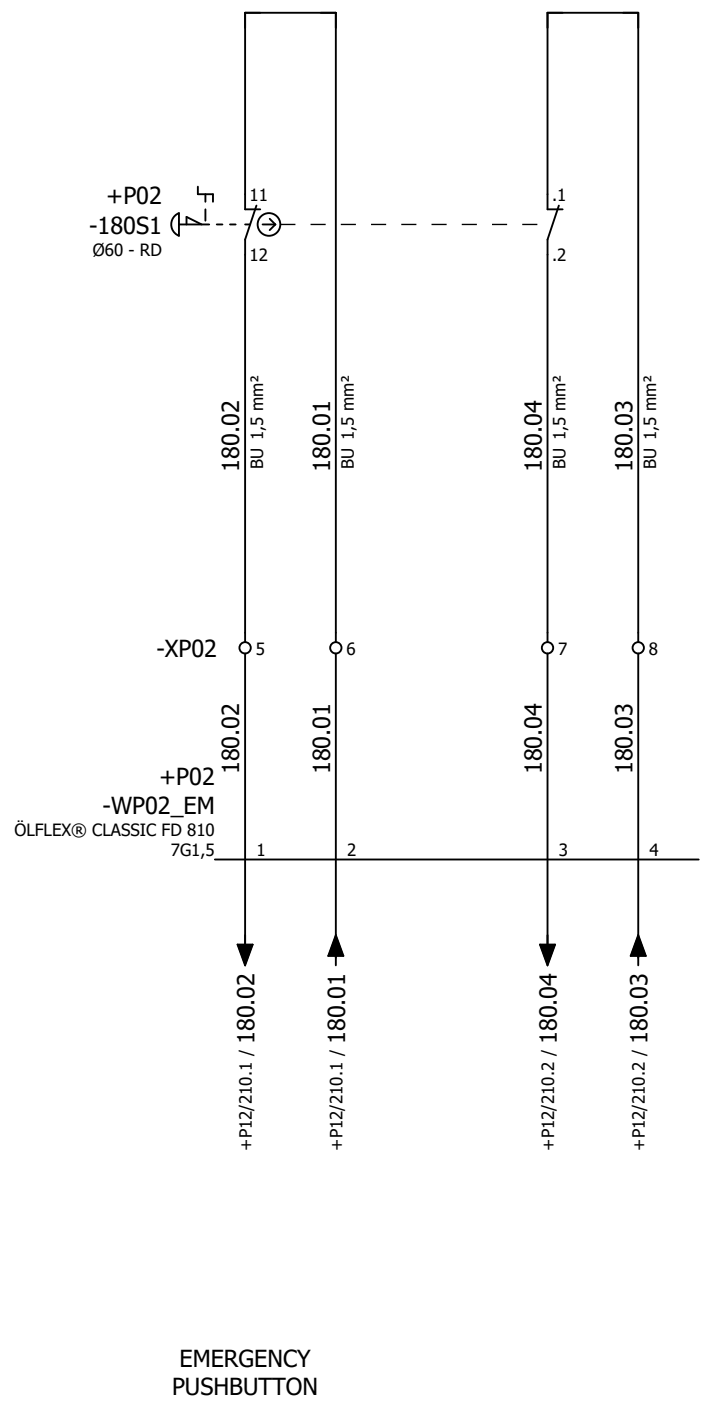 +P02
-180S1
Ø60 - RD
11
12
.1
.2
180.02
BU 1,5 mm²
180.01
BU 1,5 mm²
180.04
BU 1,5 mm²
180.03
BU 1,5 mm²
-XP02
5
6
7
8
180.02
180.01
180.04
180.03
+P02
-WP02_EM
ÖLFLEX® CLASSIC FD 810
7G1,5
1
2
3
4
+P12/210.1 / 180.02
+P12/210.1 / 180.01
+P12/210.2 / 180.04
+P12/210.2 / 180.03
EMERGENCY
PUSHBUTTON